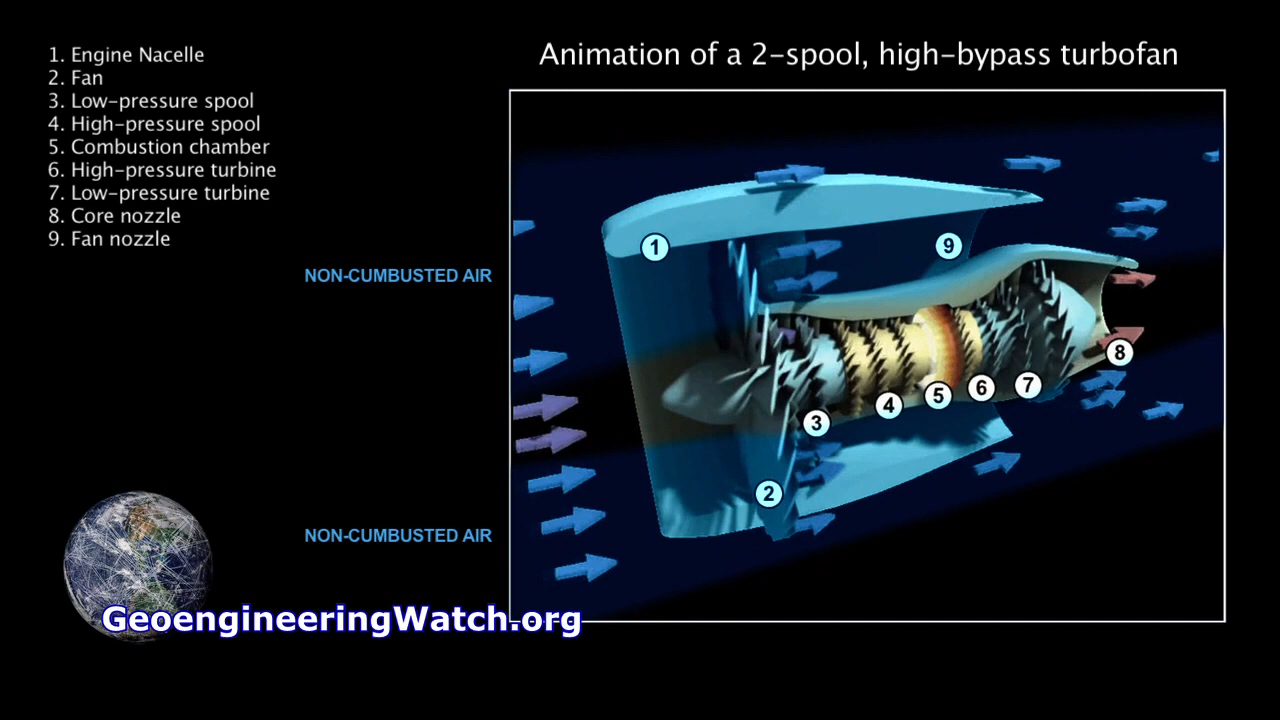 Animation of a 2-spool, high-bypass turbofan
1. Engine Nacelle
2. Fan
3. Low-pressure spool
4. High-pressure spool
5. Combustion chamber
6. High-pressure turbine
7. Low-pressure turbine
8. Core nozzle
9. Fan nozzle
NON-CUMBUSTED AIR
NON-CUMBUSTED AIR
1
9
8
7
6
5
4
3
2
GeoengineeringWatch.org